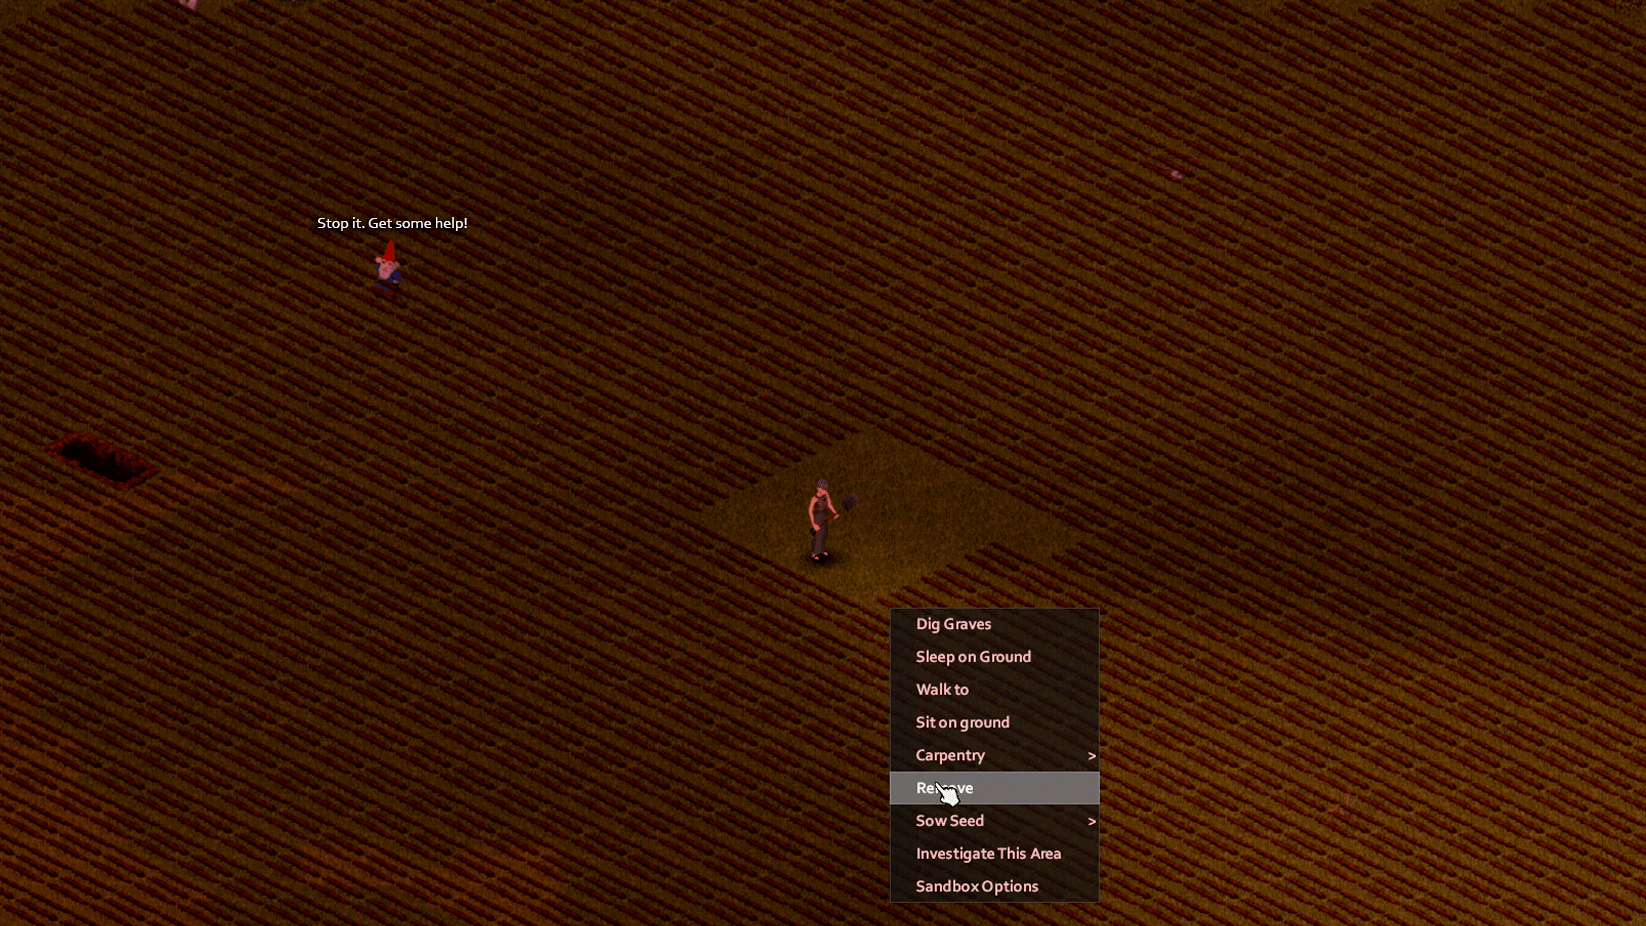 Stop it. Get some help!
Dig Graves
Sleep on Ground
Walk to
Sit on ground
Carpentry >
Remove
Sow Seed >
Investigate This Area
Sandbox Options